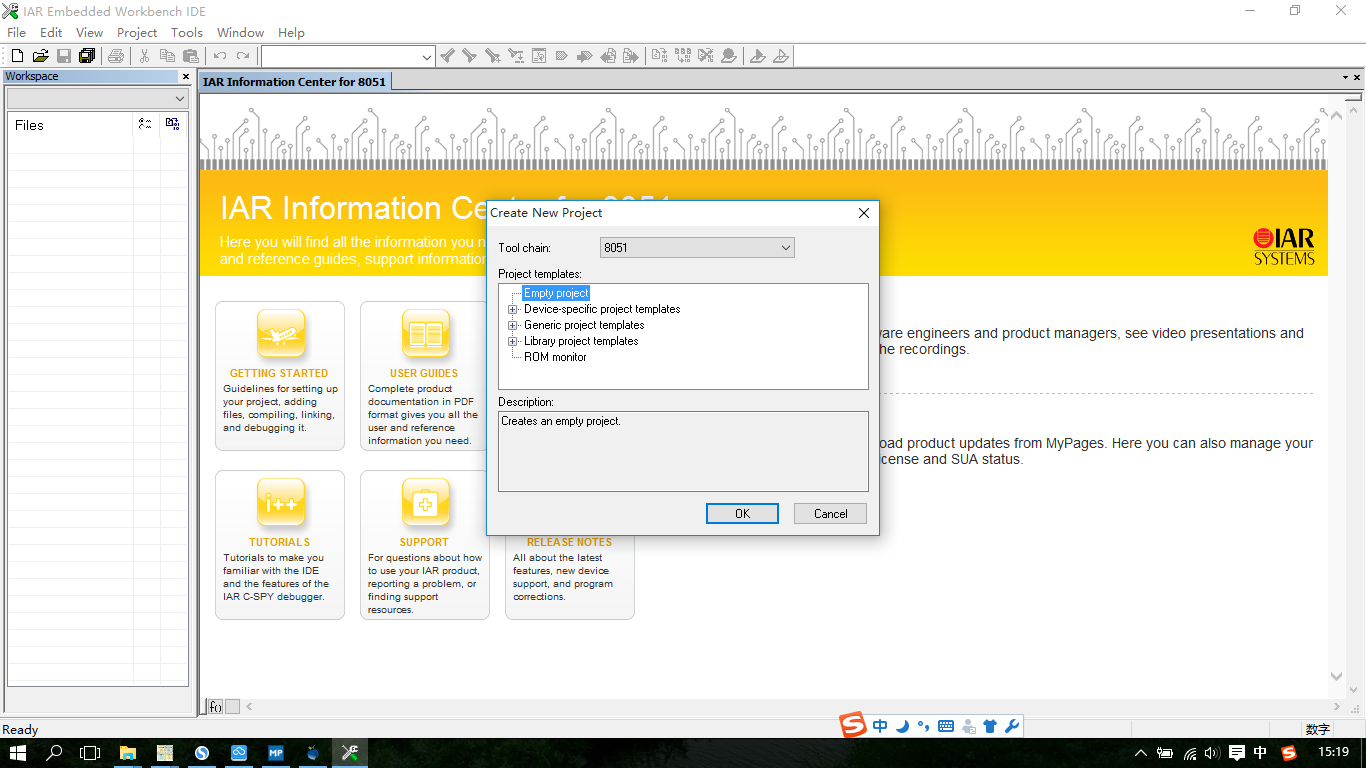 IAR Embedded Workbench IDE
File Edit View Project Tools Window Help
Workspace
IAR Information Center for 8051
Files
IAR Information Ce
Here you will find all the information you n
and reference guides, support information
IAR
SYSTEMS
Create New Project
Tool chain:
8051
Project templates:
Empty project
Device-specific project templates
Generic project templates
Library project templates
ROM monitor
Description:
Creates an empty project.
OK
Cancel
GETTING STARTED
Guidelines for setting up
your project, adding
files, compiling, linking,
and debugging it.
USER GUIDES
Complete product
documentation in PDF
format gives you all the
user and reference
information you need.
are engineers and product managers, see video presentations and
he recordings.
oad product updates from MyPages. Here you can also manage your
icense and SUA status.
i++
TUTORIALS
Tutorials to make you
familiar with the IDE
and the features of the
IAR C-SPY debugger.
SUPPORT
For questions about how
to use your IAR product,
reporting a problem, or
finding support
resources.
RELEASE NOTES
All about the latest
features, new device
support, and program
corrections.
f()
Ready
S 中
数字
MP
中 S
15:19